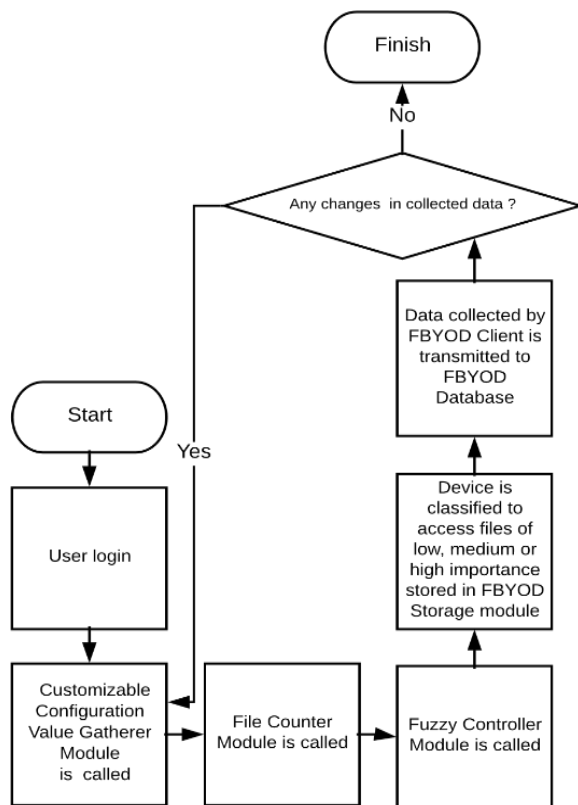 Finish
No
Any changes in collected data ?
Data collected by
FBYOD Client is
transmitted to
FBYOD
Database
Start
Yes
Device is
classified to
access files of
low, medium or
high importance
stored in FBYOD
Storage module
User login
Customizable
Configuration
Value Gatherer
Module
is called
File Counter
Module is called
Fuzzy Controller
Module is called